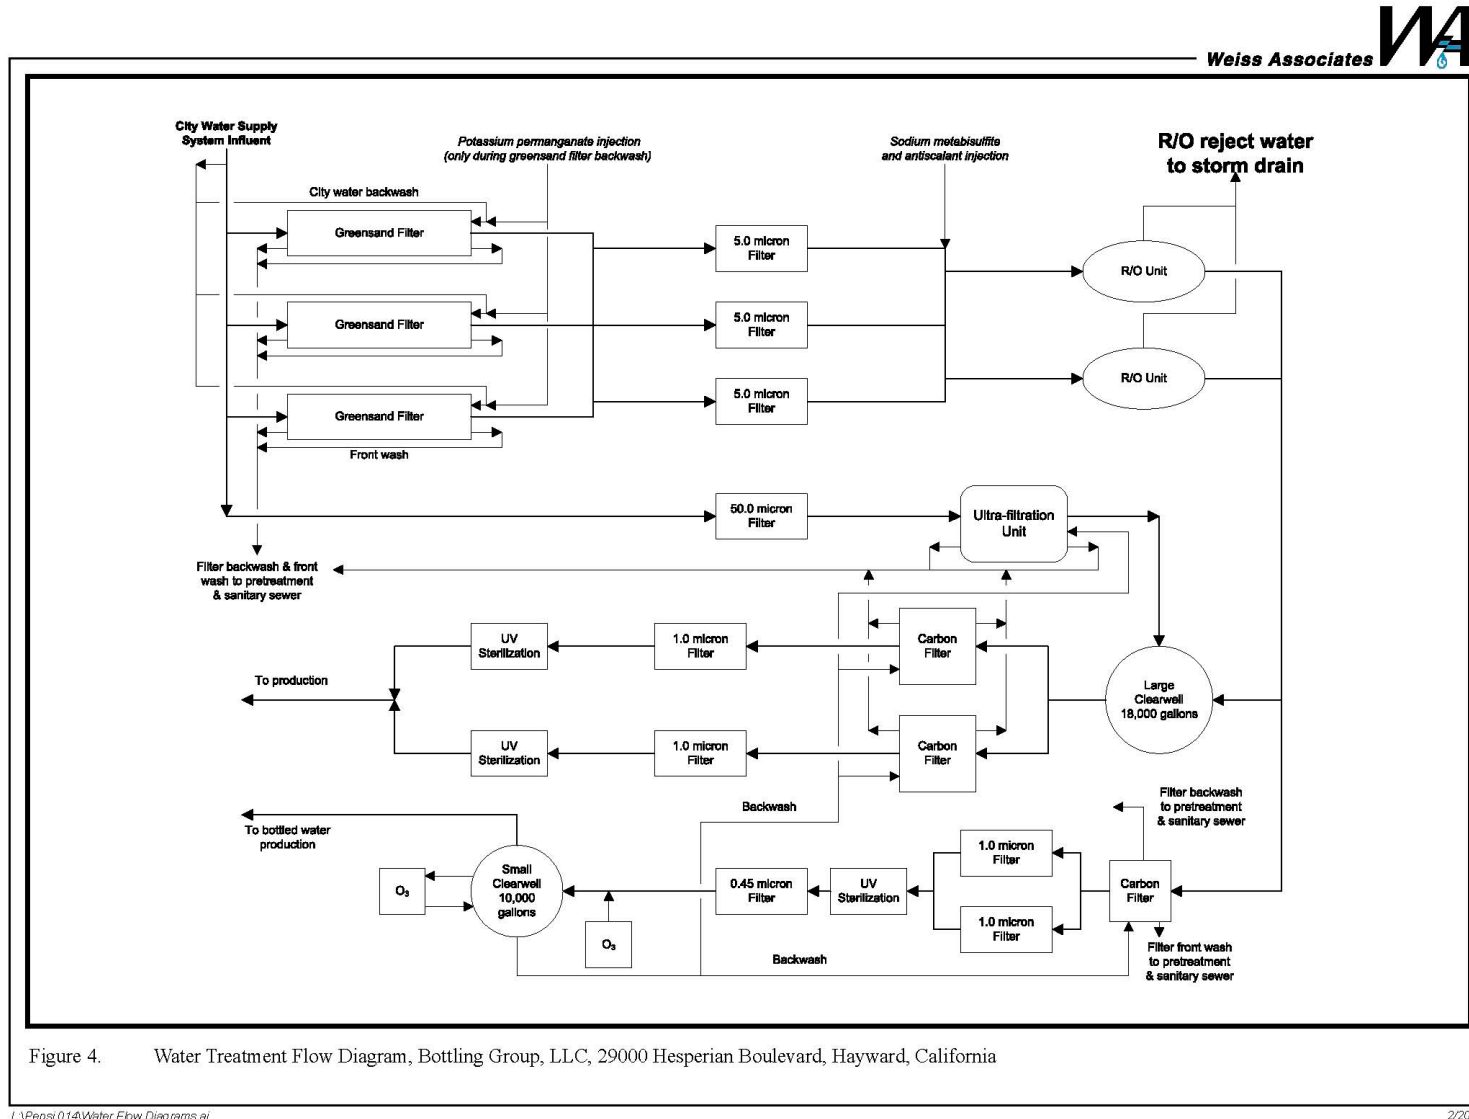 WA
Weiss Associates
City Water Supply
System Influent
Potassium permanganate injection
(only during greensand filter backwash)
Sodium metabisulfite
and antiscalant injection
R/O reject water
to storm drain
City water backwash
Greensand Filter
5.0 micron
Filter
R/O Unit
Greensand Filter
5.0 micron
Filter
R/O Unit
Greensand Filter
5.0 micron
Filter
Front wash
50.0 micron
Filter
Ultra-filtration
Unit
Filter backwash & front
wash to pretreatment
& sanitary sewer
UV
Sterilization
1.0 micron
Filter
Carbon
Filter
To production
Large
Clearwell
18,000 gallons
UV
Sterilization
1.0 micron
Filter
Carbon
Filter
Backwash
Filter backwash
to pretreatment
& sanitary sewer
To bottled water
production
O₃
Small
Clearwell
10,000
gallons
O₃
0.45 micron
Filter
UV
Sterilization
1.0 micron
Filter
1.0 micron
Filter
Carbon
Filter
Backwash
Filter front wash
to pretreatment
& sanitary sewer
Figure 4. Water Treatment Flow Diagram, Bottling Group, LLC, 29000 Hesperian Boulevard, Hayward, California